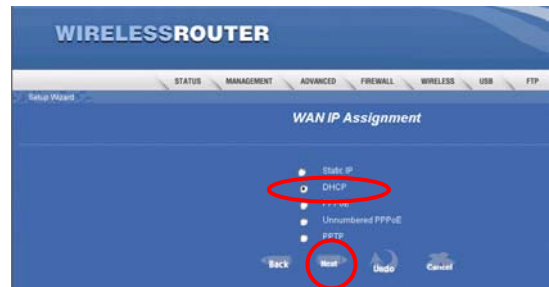 WIRELESSROUTER
STATUS MANAGEMENT ADVANCED FIREWALL WIRELESS USB FTP
Setup Wizard
WAN IP Assignment
Static IP
DHCP
PPPoE
Unnumbered PPPoE
PPTP
Back Next Undo Cancel